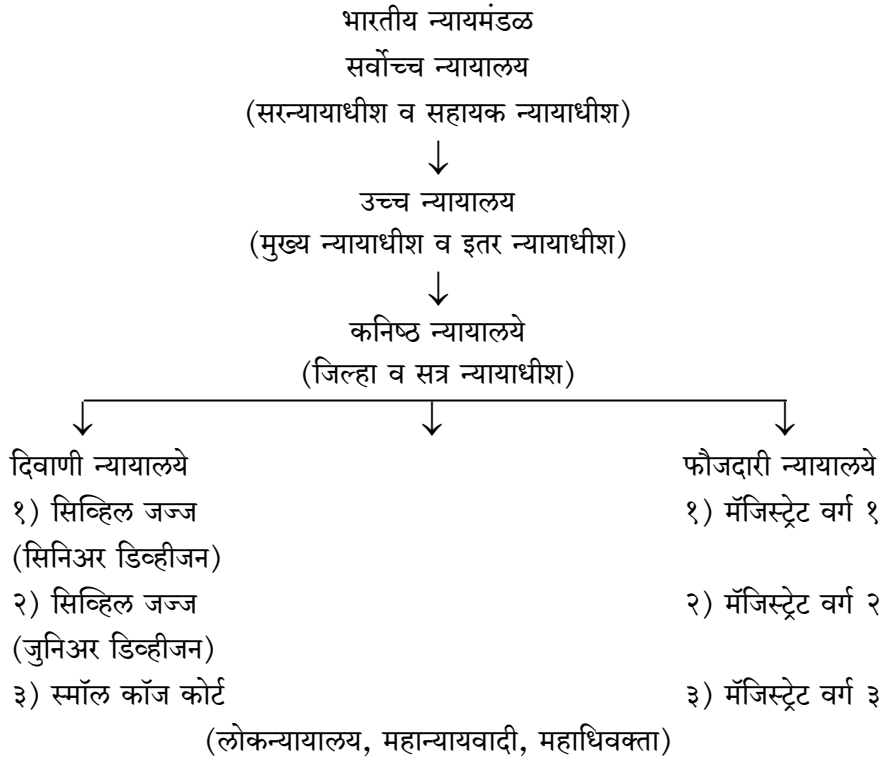 भारतीय न्यायमंडळ
सर्वोच्च न्यायालय
(सरन्यायाधीश व सहायक न्यायाधीश)
↓
उच्च न्यायालय
(मुख्य न्यायाधीश व इतर न्यायाधीश)
↓
कनिष्ठ न्यायालये
(जिल्हा व सत्र न्यायाधीश)
↓ ↓ ↓
दिवाणी न्यायालये फौजदारी न्यायालये
१) सिव्हिल जज्ज १) मॅजिस्ट्रेट वर्ग १
(सिनिअर डिव्हीजन)
२) सिव्हिल जज्ज २) मॅजिस्ट्रेट वर्ग २
(जुनिअर डिव्हीजन)
३) स्मॉल कॉज कोर्ट ३) मॅजिस्ट्रेट वर्ग ३
(लोकन्यायालय, महान्यायवादी, महाधिवक्ता)